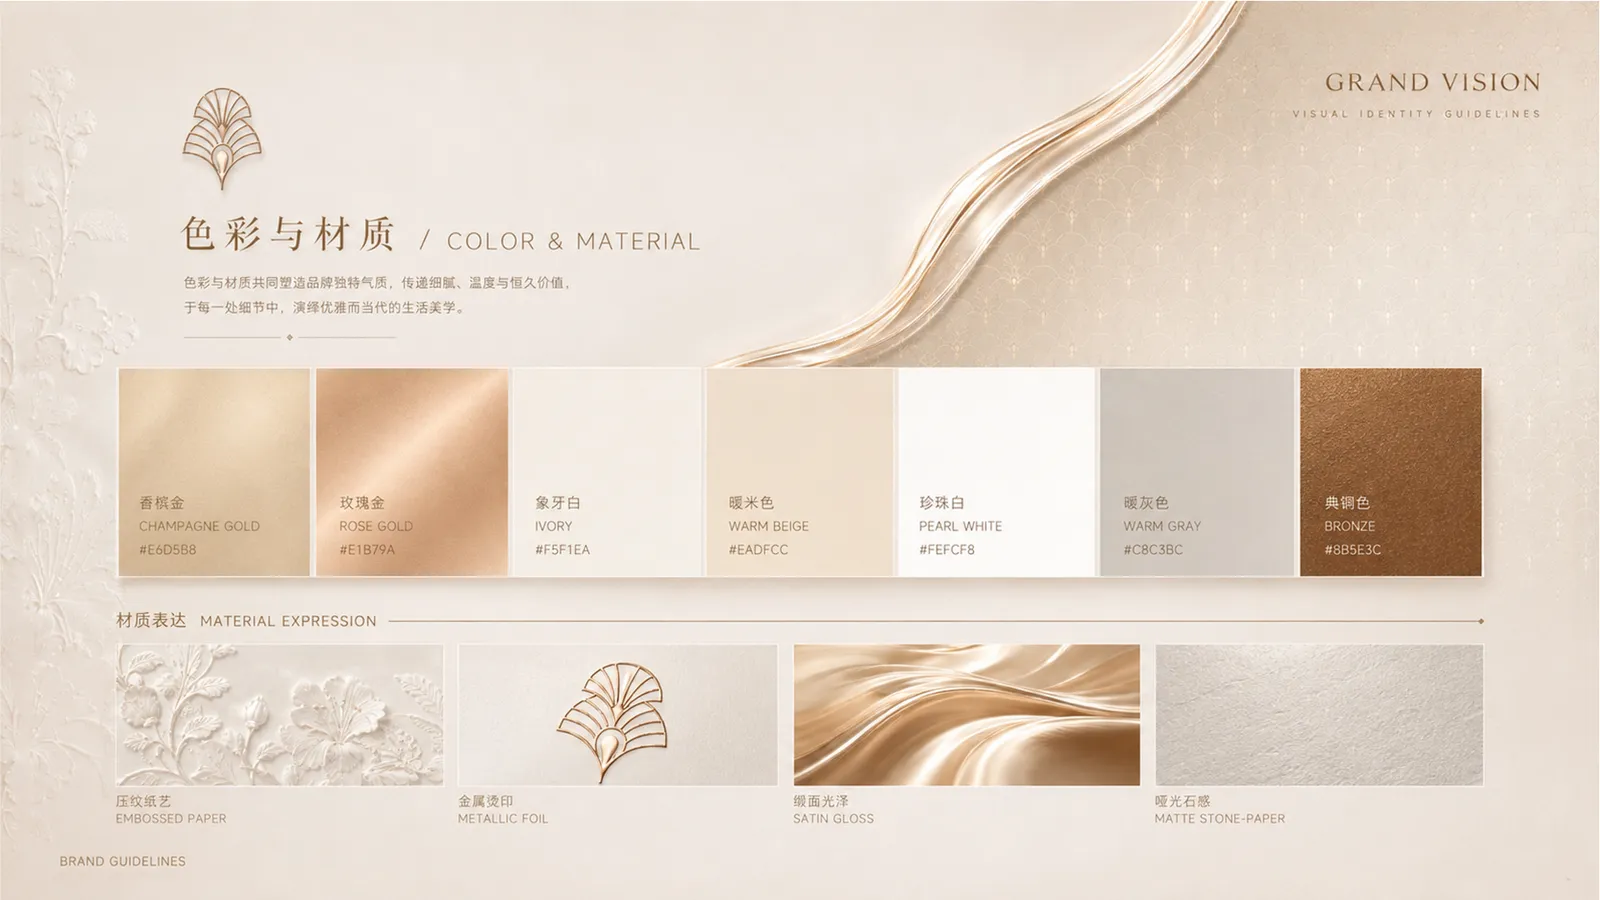 GRAND VISION
VISUAL IDENTITY GUIDELINES
色彩与材质 / COLOR & MATERIAL
色彩与材质共同塑造品牌独特气质，传递细腻、温度与恒久价值，
于每一处细节中，演绎优雅而当代的生活美学。
香槟金
CHAMPAGNE GOLD
#E6D5B8
玫瑰金
ROSE GOLD
#E1B79A
象牙白
IVORY
#F5F1EA
暖米色
WARM BEIGE
#EADFCC
珍珠白
PEARL WHITE
#FEFCF8
暖灰色
WARM GRAY
#C8C3BC
典铜色
BRONZE
#8B5E3C
材质表达 MATERIAL EXPRESSION
压纹纸艺
EMBOSSED PAPER
金属烫印
METALLIC FOIL
缎面光泽
SATIN GLOSS
哑光石感
MATTE STONE-PAPER
BRAND GUIDELINES